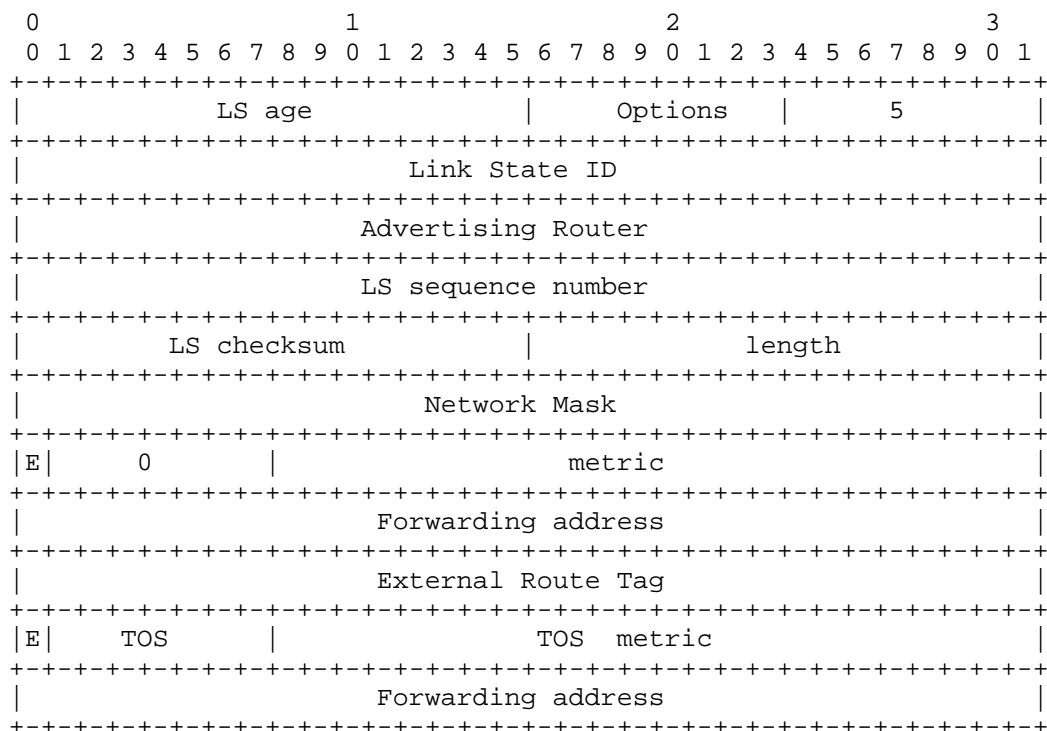 0                   1                   2                   3
 0 1 2 3 4 5 6 7 8 9 0 1 2 3 4 5 6 7 8 9 0 1 2 3 4 5 6 7 8 9 0 1
+-+-+-+-+-+-+-+-+-+-+-+-+-+-+-+-+-+-+-+-+-+-+-+-+-+-+-+-+-+-+-+-+
|            LS age             |     Options   |      5        |
+-+-+-+-+-+-+-+-+-+-+-+-+-+-+-+-+-+-+-+-+-+-+-+-+-+-+-+-+-+-+-+-+
|                        Link State ID                          |
+-+-+-+-+-+-+-+-+-+-+-+-+-+-+-+-+-+-+-+-+-+-+-+-+-+-+-+-+-+-+-+-+
|                     Advertising Router                        |
+-+-+-+-+-+-+-+-+-+-+-+-+-+-+-+-+-+-+-+-+-+-+-+-+-+-+-+-+-+-+-+-+
|                     LS sequence number                        |
+-+-+-+-+-+-+-+-+-+-+-+-+-+-+-+-+-+-+-+-+-+-+-+-+-+-+-+-+-+-+-+-+
|         LS checksum           |             length            |
+-+-+-+-+-+-+-+-+-+-+-+-+-+-+-+-+-+-+-+-+-+-+-+-+-+-+-+-+-+-+-+-+
|                         Network Mask                          |
+-+-+-+-+-+-+-+-+-+-+-+-+-+-+-+-+-+-+-+-+-+-+-+-+-+-+-+-+-+-+-+-+
|E|     0       |                  metric                       |
+-+-+-+-+-+-+-+-+-+-+-+-+-+-+-+-+-+-+-+-+-+-+-+-+-+-+-+-+-+-+-+-+
|                      Forwarding address                       |
+-+-+-+-+-+-+-+-+-+-+-+-+-+-+-+-+-+-+-+-+-+-+-+-+-+-+-+-+-+-+-+-+
|                      External Route Tag                       |
+-+-+-+-+-+-+-+-+-+-+-+-+-+-+-+-+-+-+-+-+-+-+-+-+-+-+-+-+-+-+-+-+
|E|    TOS      |                TOS  metric                    |
+-+-+-+-+-+-+-+-+-+-+-+-+-+-+-+-+-+-+-+-+-+-+-+-+-+-+-+-+-+-+-+-+
|                      Forwarding address                       |
+-+-+-+-+-+-+-+-+-+-+-+-+-+-+-+-+-+-+-+-+-+-+-+-+-+-+-+-+-+-+-+-+